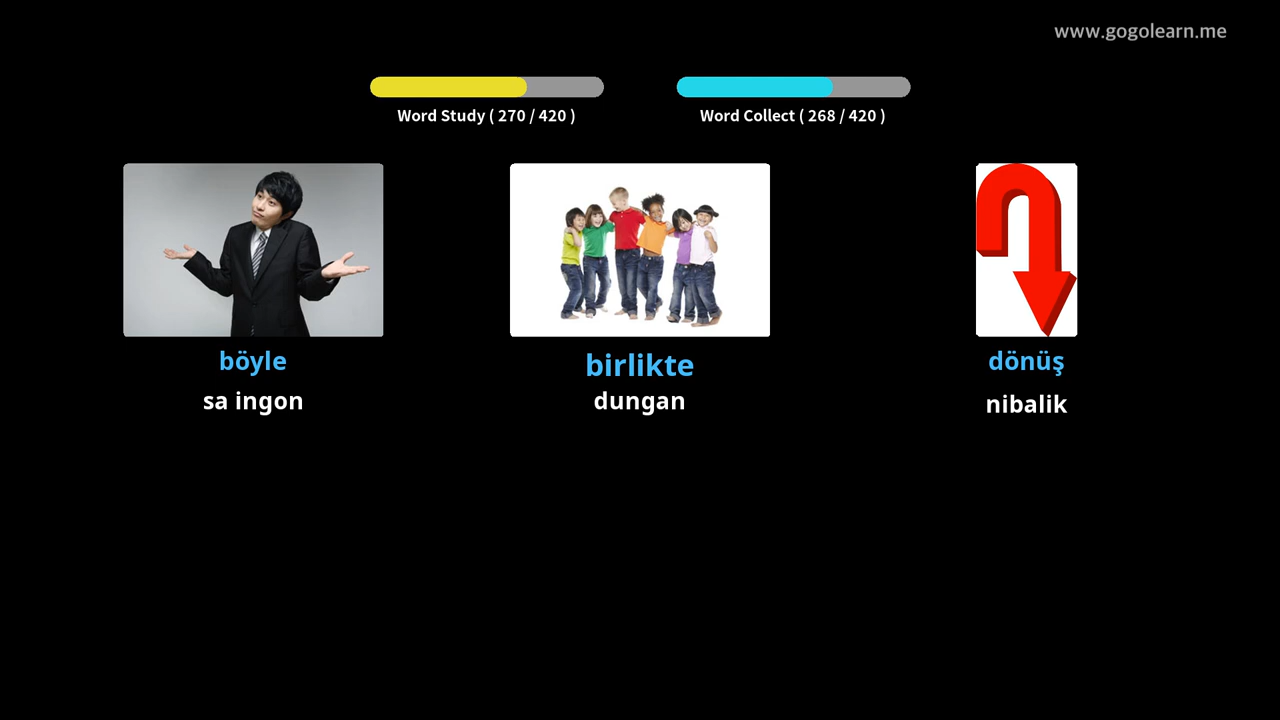 www.gogolearn.me
Word Study ( 270 / 420 )
Word Collect ( 268 / 420 )
böyle
birlikte
dönüş
sa ingon
dungan
nibalik